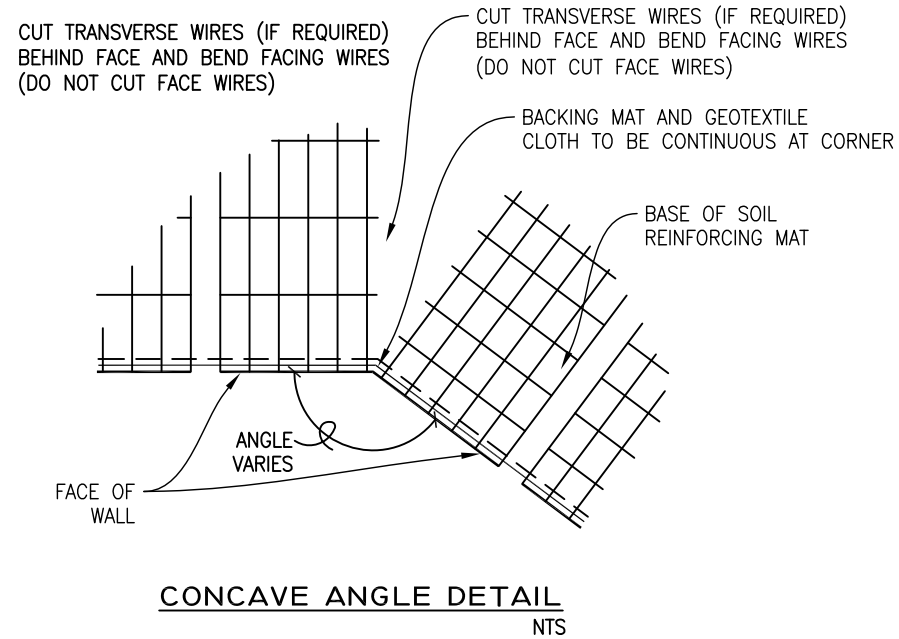 CUT TRANSVERSE WIRES (IF REQUIRED)
BEHIND FACE AND BEND FACING WIRES
(DO NOT CUT FACE WIRES)
CUT TRANSVERSE WIRES (IF REQUIRED)
BEHIND FACE AND BEND FACING WIRES
(DO NOT CUT FACE WIRES)
BACKING MAT AND GEOTEXTILE
CLOTH TO BE CONTINUOUS AT CORNER
BASE OF SOIL
REINFORCING MAT
ANGLE
VARIES
FACE OF
WALL
CONCAVE ANGLE DETAIL
NTS